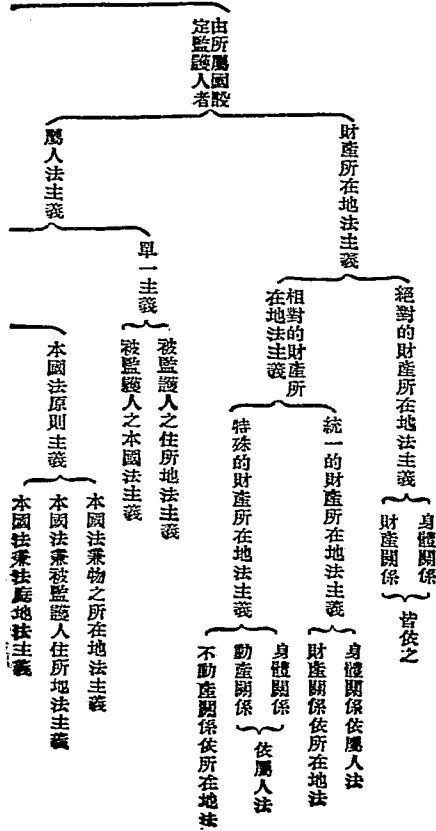 由所屬國設
定監護人者
財產所在地法主義
絕對的財產所在地法主義
身體關係
財產關係
皆依之
相對的財產所
在地法主義
統一的財產所在地法主義
身體關係依屬人法
財產關係依所在地法
特殊的財產所在地法主義
身體關係
動產關係
依屬人法
不動產關係依所在地法
屬人法主義
單一主義
被監護人之住所地法主義
被監護人之本國法主義
本國法原則主義
本國法兼物之所在地法主義
本國法兼被監護人住所地法主義
本國法兼法庭地法主義